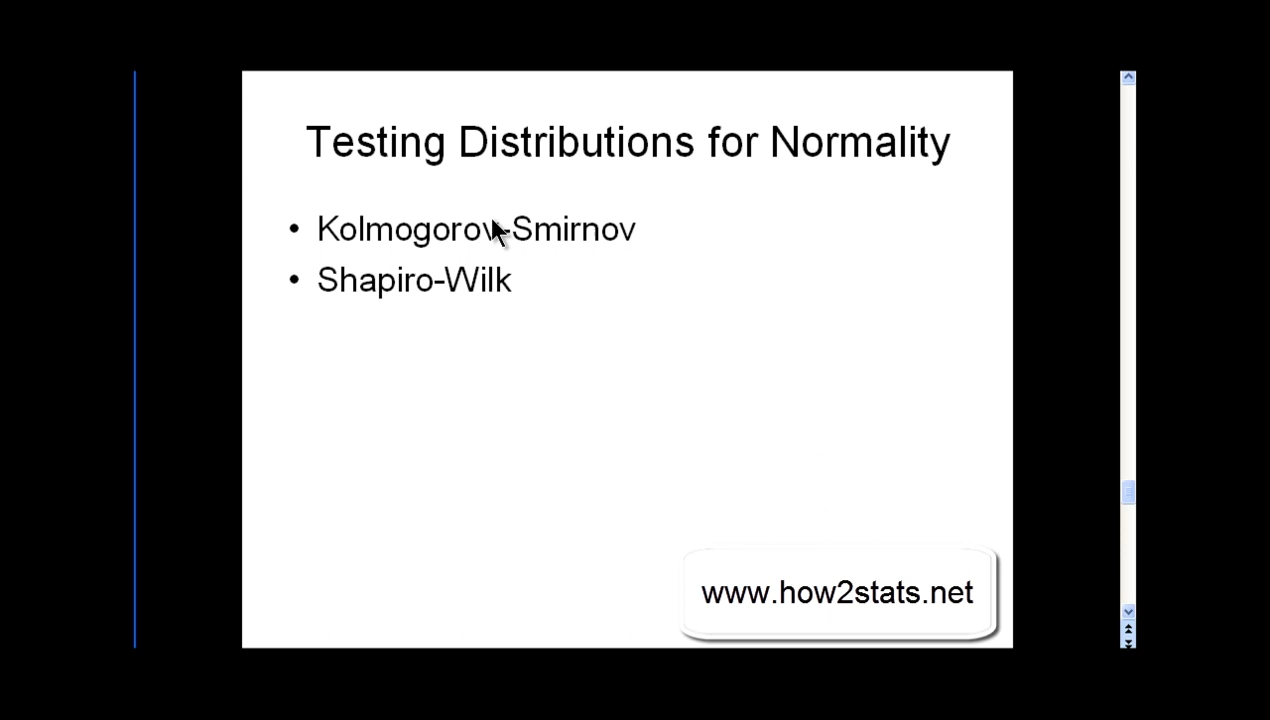 Testing Distributions for Normality
• Kolmogorov-Smirnov
• Shapiro-Wilk
www.how2stats.net